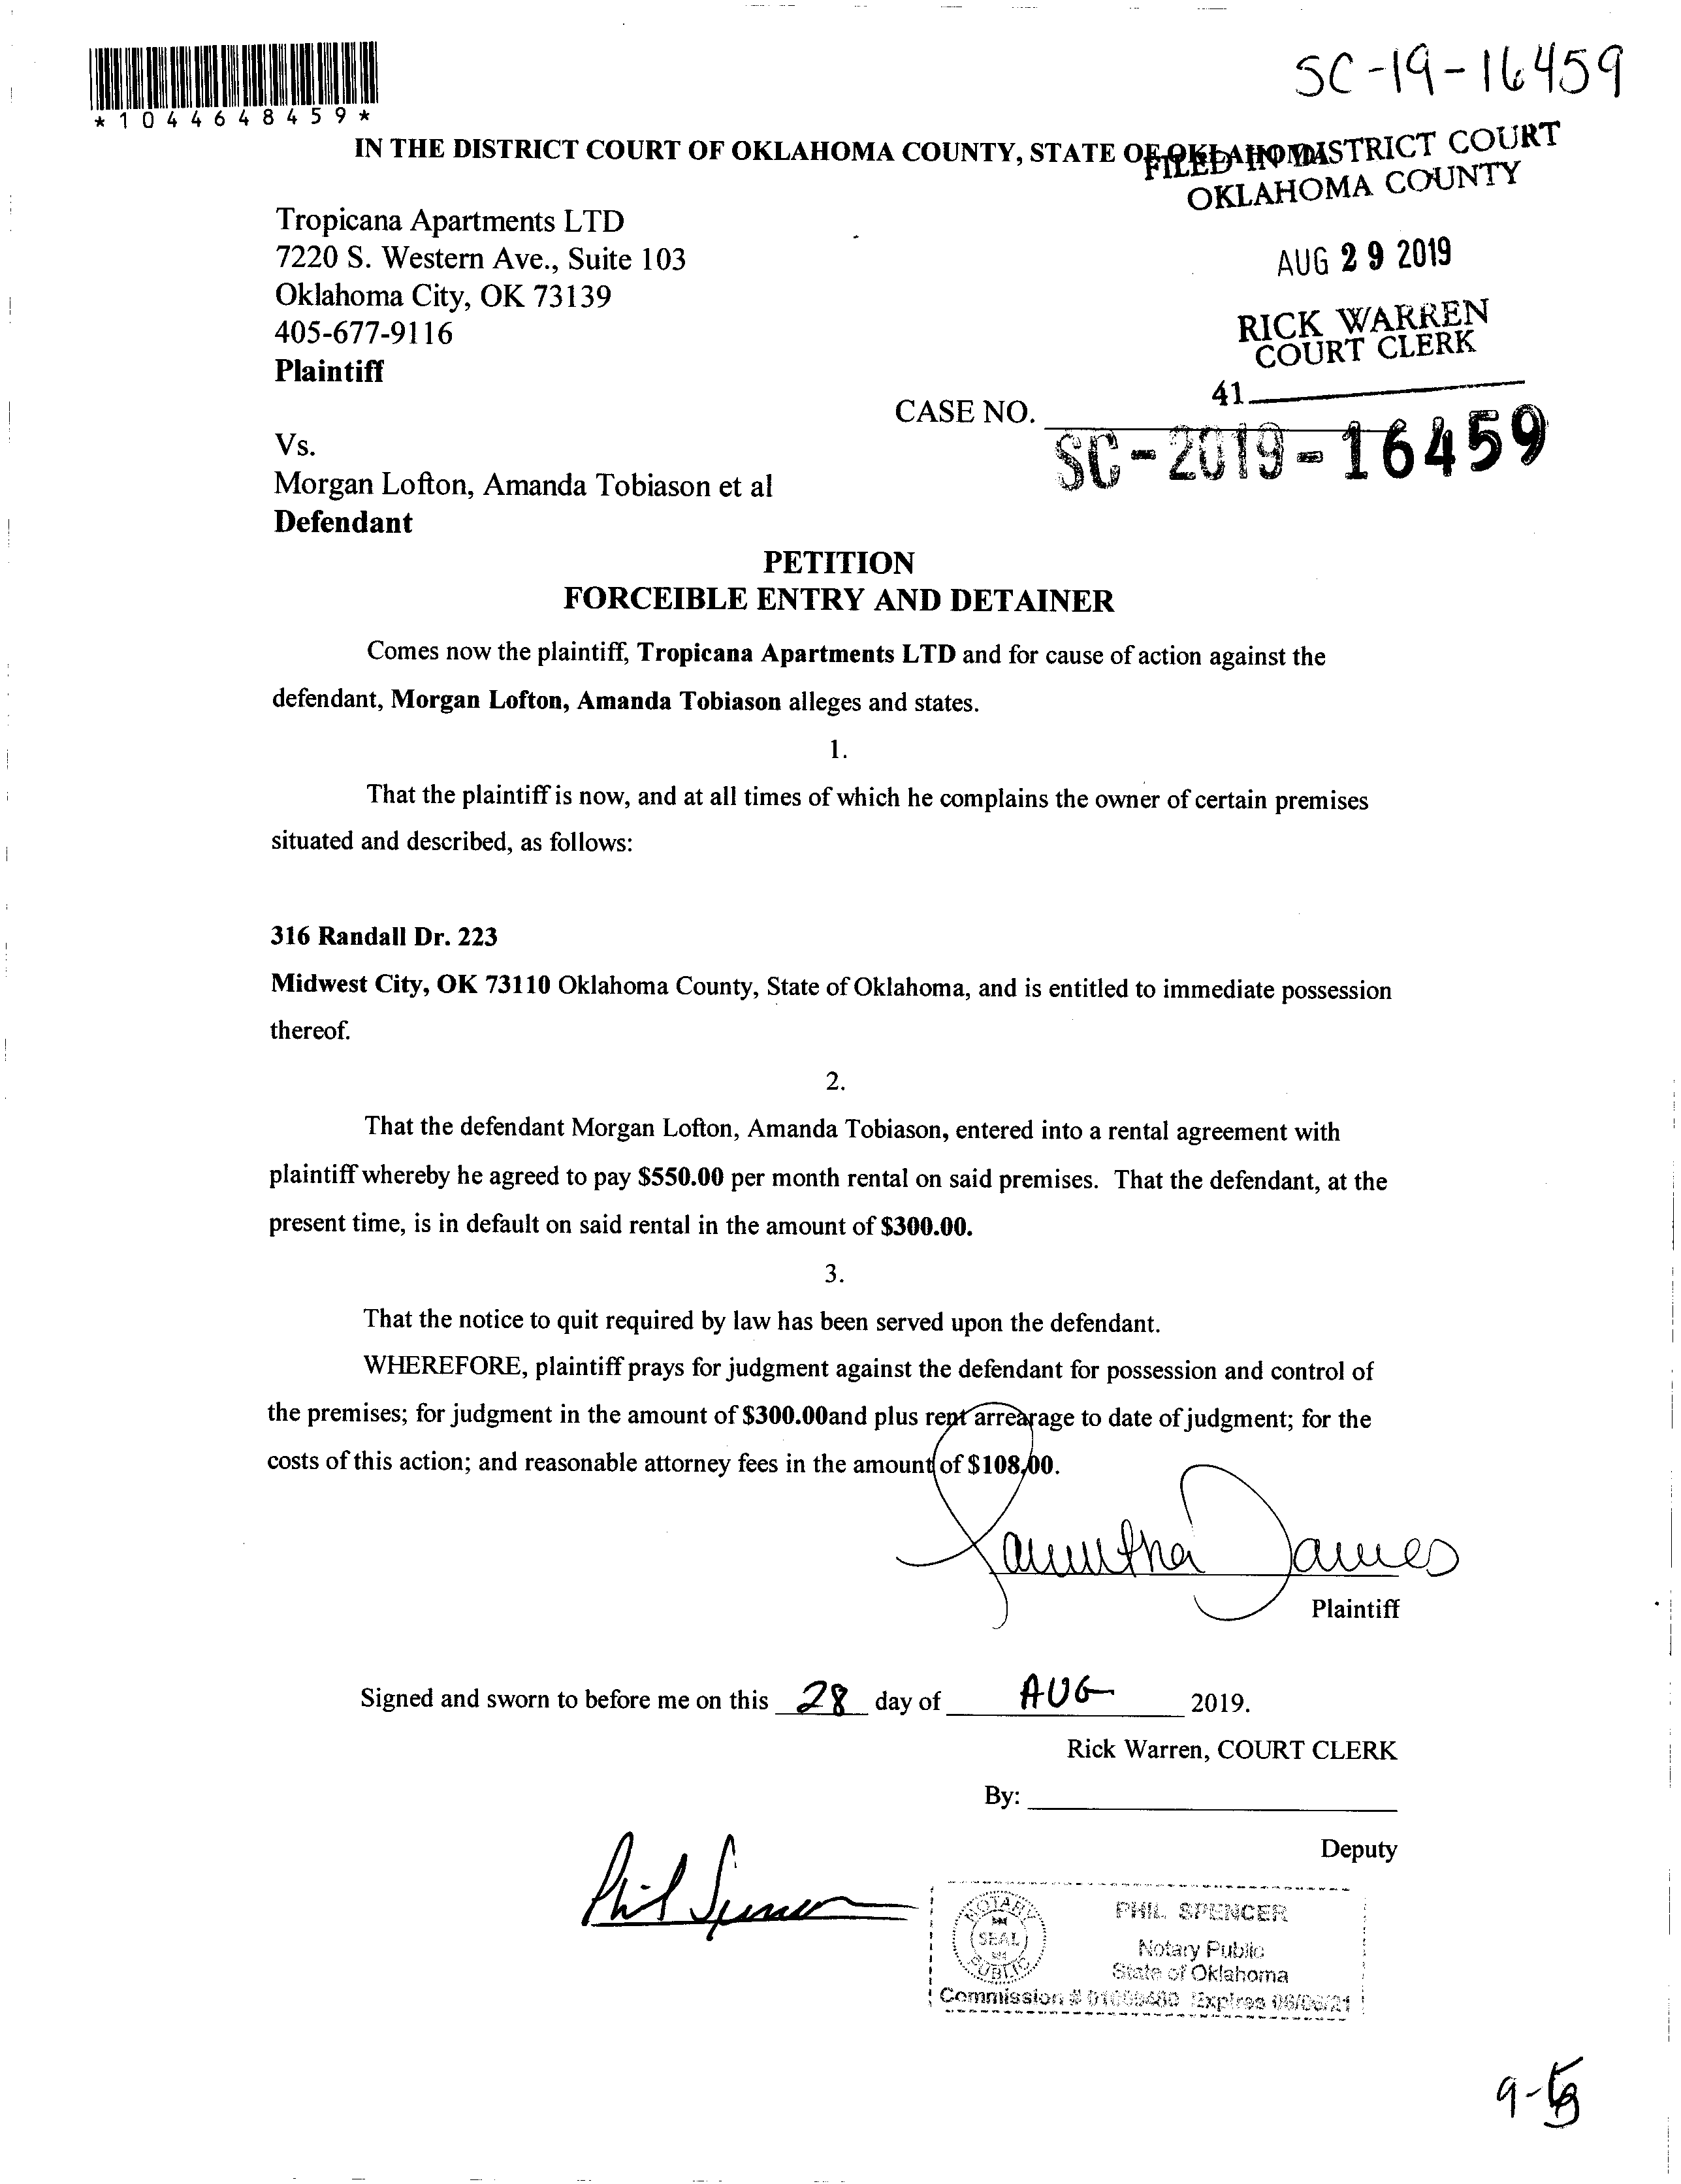 SC-19-16459
*1044648459*
IN THE DISTRICT COURT OF OKLAHOMA COUNTY, STATE OF OKLAHOMA
FILED IN DISTRICT COURT
OKLAHOMA COUNTY
Tropicana Apartments LTD
7220 S. Western Ave., Suite 103
Oklahoma City, OK 73139
405-677-9116
Plaintiff
AUG 29 2019
RICK WARREN
COURT CLERK
41
CASE NO.
SC-2019-16459
Vs.
Morgan Lofton, Amanda Tobiason et al
Defendant
PETITION
FORCEIBLE ENTRY AND DETAINER
Comes now the plaintiff, Tropicana Apartments LTD and for cause of action against the
defendant, Morgan Lofton, Amanda Tobiason alleges and states.
1.
That the plaintiff is now, and at all times of which he complains the owner of certain premises
situated and described, as follows:
316 Randall Dr. 223
Midwest City, OK 73110 Oklahoma County, State of Oklahoma, and is entitled to immediate possession
thereof.
2.
That the defendant Morgan Lofton, Amanda Tobiason, entered into a rental agreement with
plaintiff whereby he agreed to pay $550.00 per month rental on said premises. That the defendant, at the
present time, is in default on said rental in the amount of $300.00.
3.
That the notice to quit required by law has been served upon the defendant.
WHEREFORE, plaintiff prays for judgment against the defendant for possession and control of
the premises; for judgment in the amount of $300.00and plus rent arrearage to date of judgment; for the
costs of this action; and reasonable attorney fees in the amount of $108.00.
Samantha James
Plaintiff
Signed and sworn to before me on this 28 day of AUG 2019.
Rick Warren, COURT CLERK
By:
Deputy
Phil Spencer
NOTARY PUBLIC
SEAL
PHIL SPENCER
Notary Public
State of Oklahoma
Commission # Expires
9-